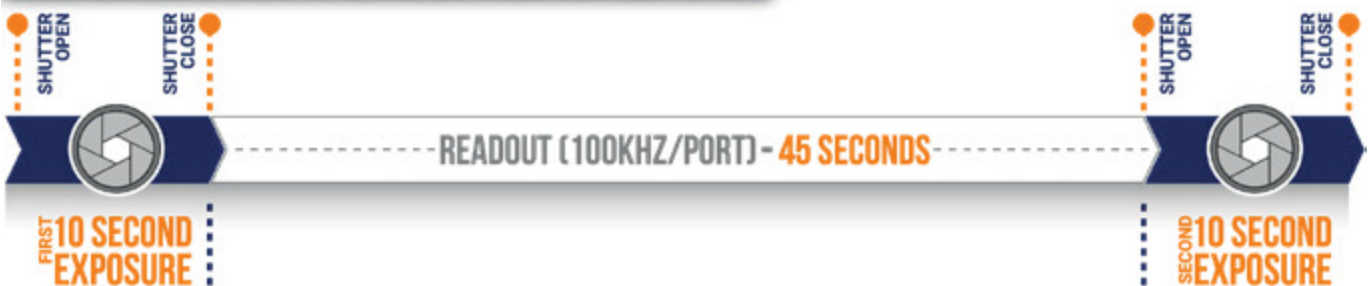 SHUTTER
OPEN
SHUTTER
CLOSE
SHUTTER
OPEN
SHUTTER
CLOSE
READOUT (100KHZ/PORT) - 45 SECONDS
FIRST
10 SECOND
EXPOSURE
SECOND
10 SECOND
EXPOSURE